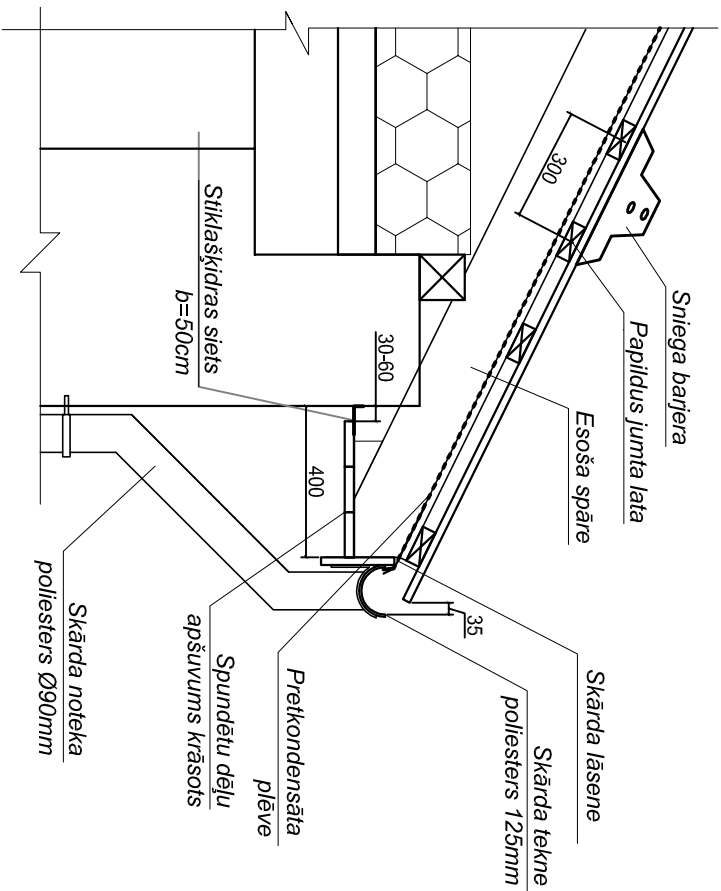 Sniega barjera
Papildus jumta lata
Esoša spāre
300
Stiklašķidras siets
b=50cm
30-60
400
35
Skārda lāsene
Skārda tekne
poliesters 125mm
Pretkondensāta
plēve
Spundētu dēļu
apšuvums krāsots
Skārda noteka
poliesters Ø90mm